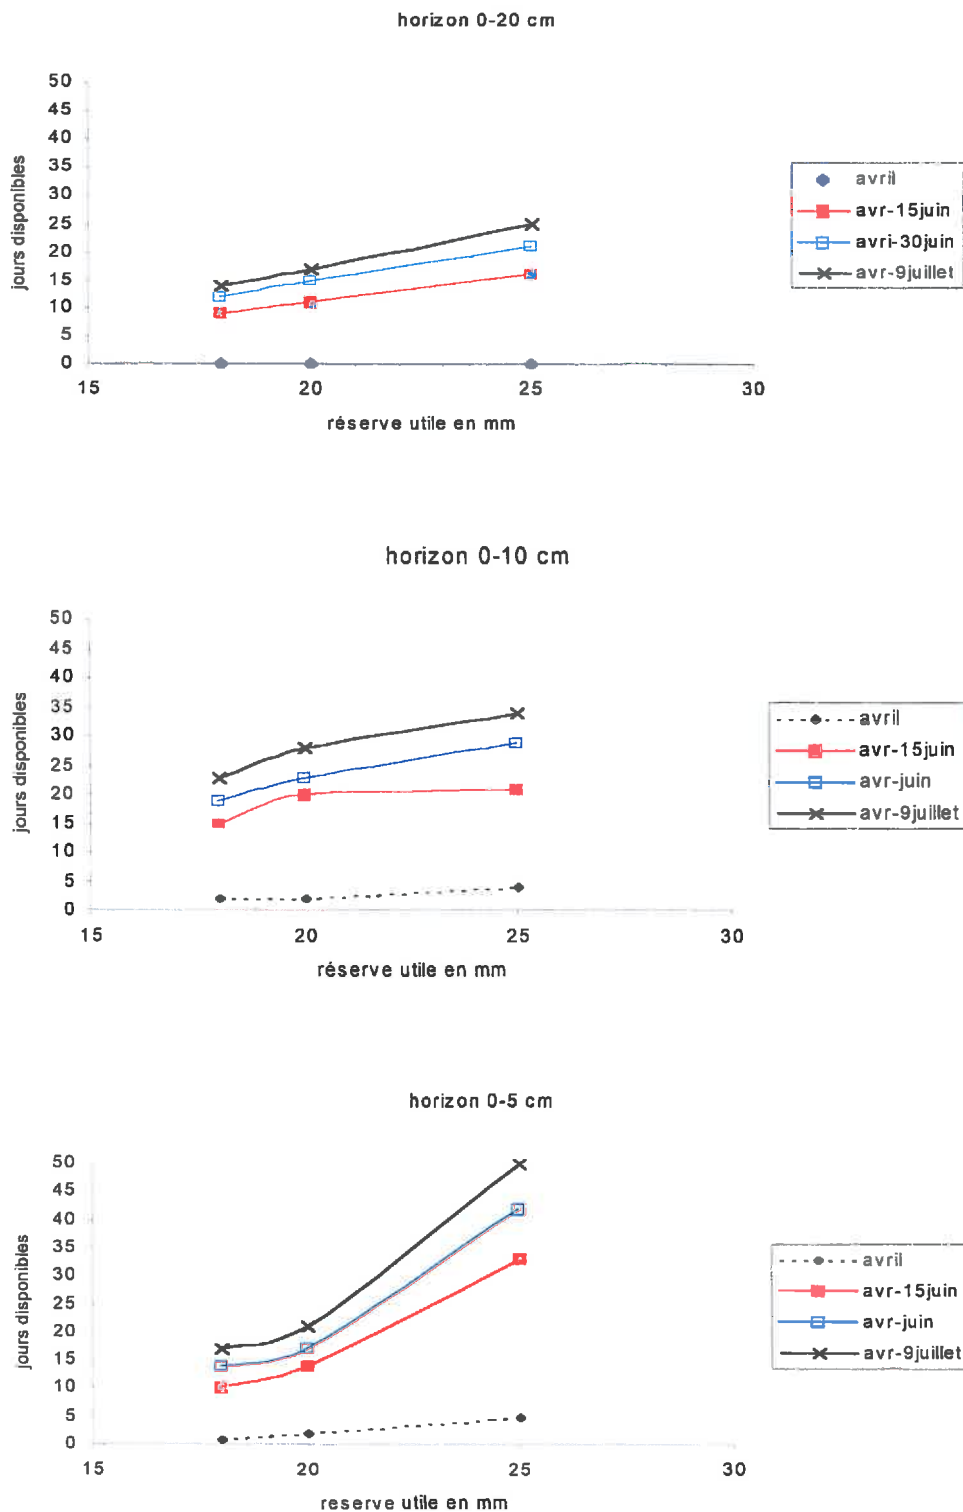 horizon 0-20 cm
50
45
40
35
30
25
20
15
10
5
0
15 20 25 30
jours disponibles
réserve utile en mm
avril
avr-15juin
avri-30juin
avr-9juillet
horizon 0-10 cm
50
45
40
35
30
25
20
15
10
5
0
15 20 25 30
jours disponibles
réserve utile en mm
avril
avr-15juin
avr-juin
avr-9juillet
horizon 0-5 cm
50
45
40
35
30
25
20
15
10
5
0
15 20 25 30
jours disponibles
reserve utile en mm
avril
avr-15juin
avr-juin
avr-9juillet